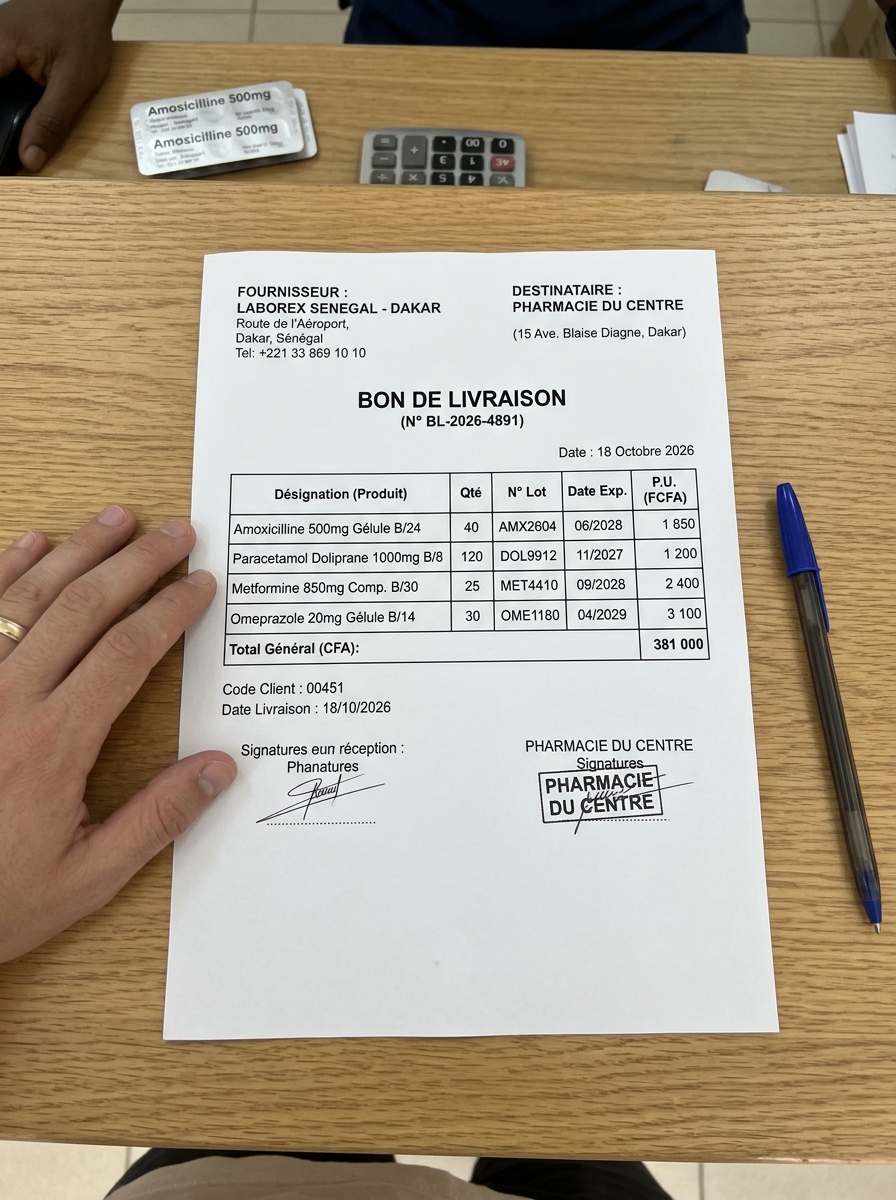 Amosicilline 500mg
Amosicilline 500mg
FOURNISSEUR :
LABOREX SENEGAL - DAKAR
Route de l'Aéroport,
Dakar, Sénégal
Tel: +221 33 869 10 10
DESTINATAIRE :
PHARMACIE DU CENTRE
(15 Ave. Blaise Diagne, Dakar)
BON DE LIVRAISON
(N° BL-2026-4891)
Date : 18 Octobre 2026
Désignation (Produit) Qté N° Lot Date Exp. P.U. (FCFA)
Amoxicilline 500mg Gélule B/24 40 AMX2604 06/2028 1 850
Paracetamol Doliprane 1000mg B/8 120 DOL9912 11/2027 1 200
Metformine 850mg Comp. B/30 25 MET4410 09/2028 2 400
Omeprazole 20mg Gélule B/14 30 OME1180 04/2029 3 100
Total Général (CFA): 381 000
Code Client : 00451
Date Livraison : 18/10/2026
Signatures eun réception :
Phanatures
PHARMACIE DU CENTRE
Signatures
PHARMACIE
DU CENTRE